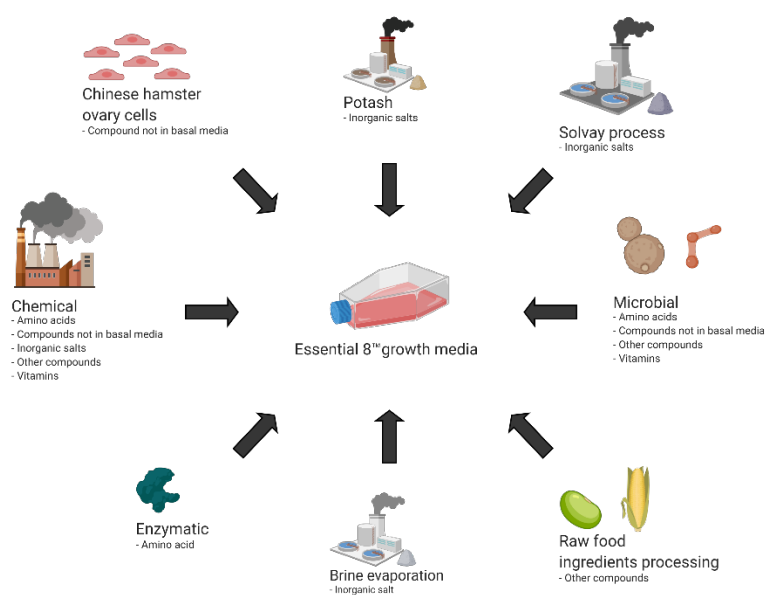 Chinese hamster
ovary cells
- Compound not in basal media
Potash
- Inorganic salts
Solvay process
- Inorganic salts
Chemical
- Amino acids
- Compounds not in basal media
- Inorganic salts
- Other compounds
- Vitamins
Essential 8™growth media
Microbial
- Amino acids
- Compounds not in basal media
- Other compounds
- Vitamins
Enzymatic
- Amino acid
Brine evaporation
- Inorganic salt
Raw food
ingredients processing
- Other compounds